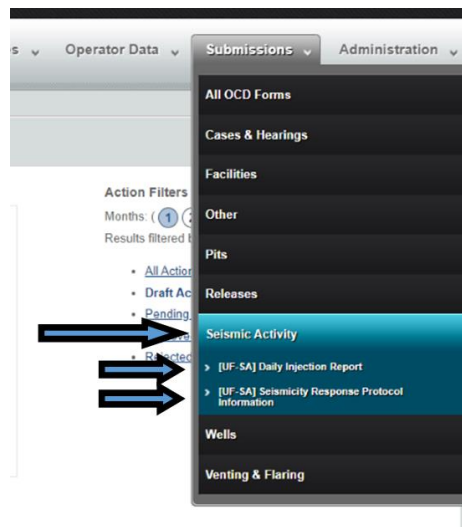 Operator Data
Submissions
Administration
All OCD Forms
Cases & Hearings
Facilities
Other
Pits
Releases
Seismic Activity
[UF-SA] Daily Injection Report
[UF-SA] Seismicity Response Protocol
Information
Wells
Venting & Flaring
Action Filters
Months: ( 1
Results filtered
All Action
Draft Ac
Pending
Rejected